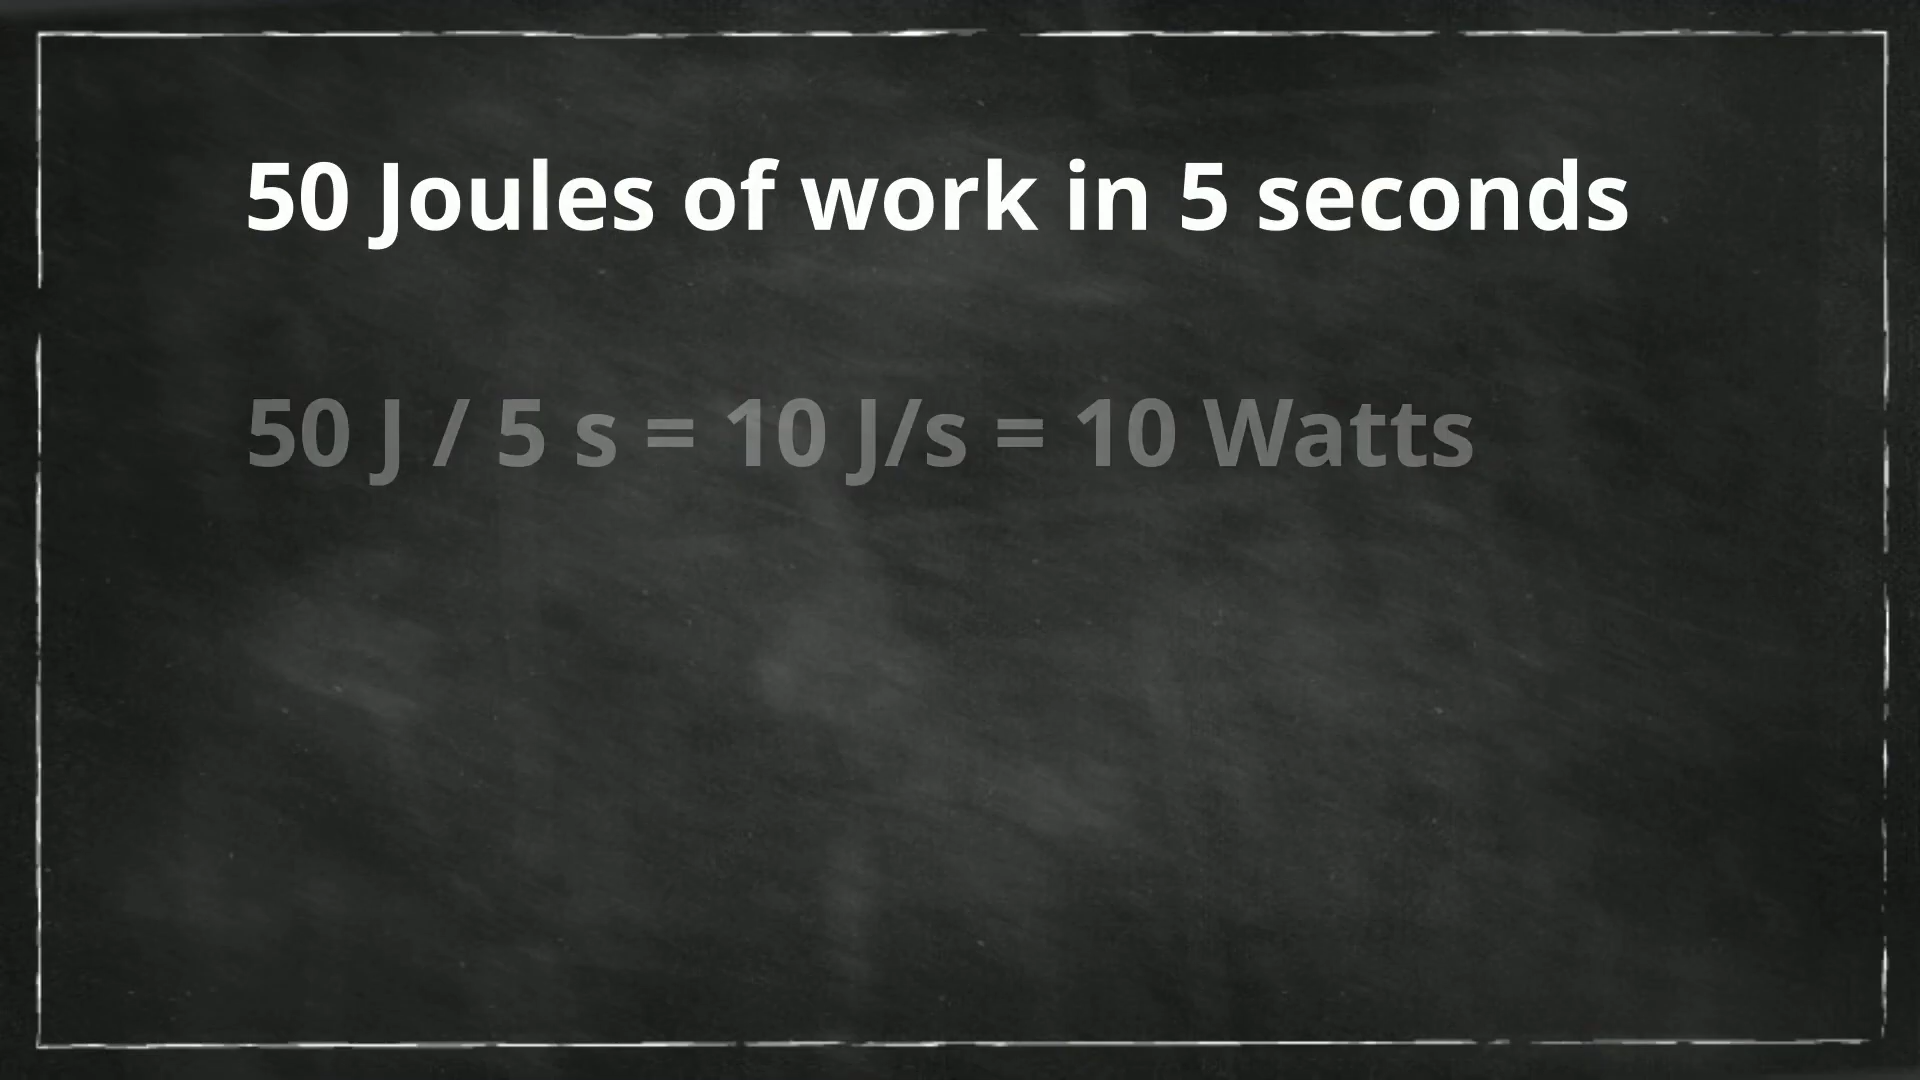 50 Joules of work in 5 seconds
50 J / 5 s = 10 J/s = 10 Watts